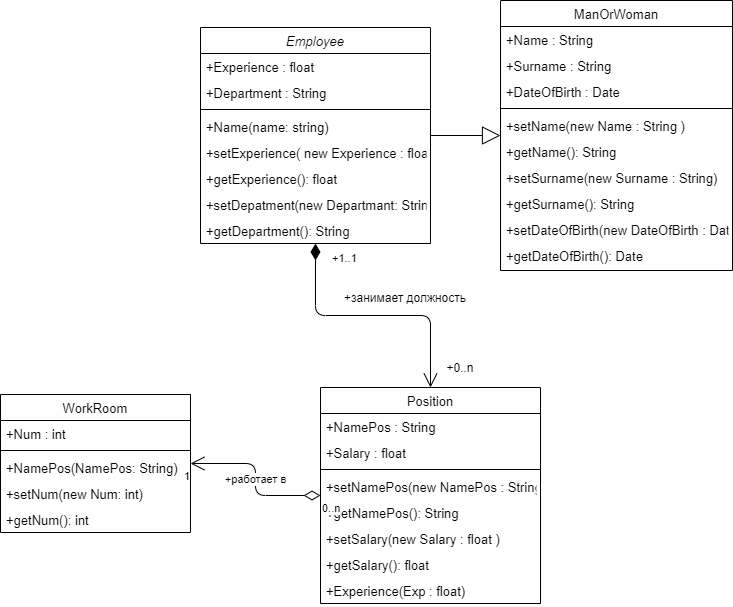 Employee
+Experience : float
+Department : String
+Name(name: string)
+setExperience( new Experience : floa
+getExperience(): float
+setDepatment(new Departmant: Strin
+getDepartment(): String
ManOrWoman
+Name : String
+Surname : String
+DateOfBirth : Date
+setName(new Name : String )
+getName(): String
+setSurname(new Surname : String)
+getSurname(): String
+setDateOfBirth(new DateOfBirth : Dat
+getDateOfBirth(): Date
+1..1
+занимает должность
+0..n
WorkRoom
+Num : int
+NamePos(NamePos: String)
+setNum(new Num: int)
+getNum(): int
1
+работает в
0..n
Position
+NamePos : String
+Salary : float
+setNamePos(new NamePos : String
+getNamePos(): String
+setSalary(new Salary : float )
+getSalary(): float
+Experience(Exp : float)